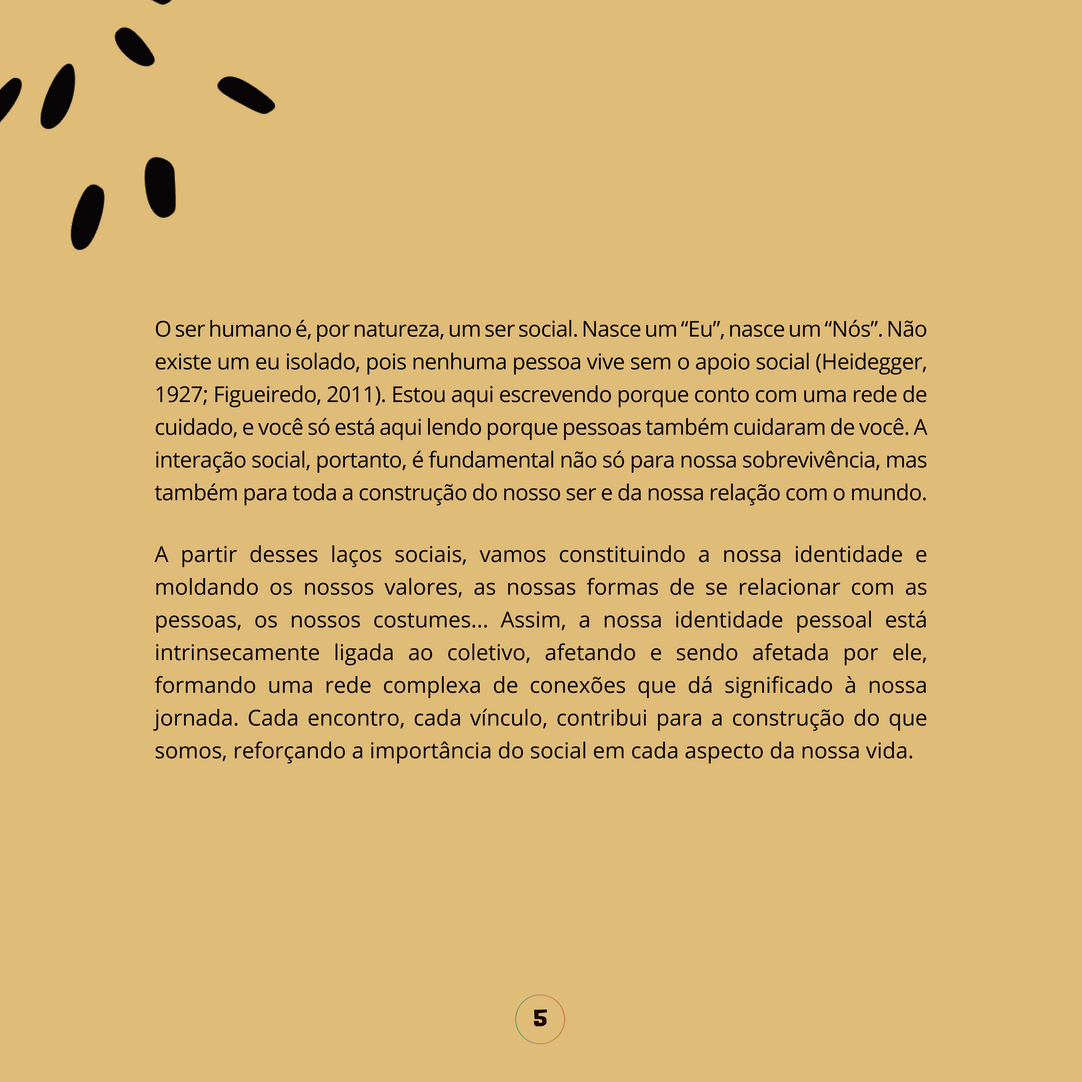 O ser humano é, por natureza, um ser social. Nasce um “Eu”, nasce um “Nós”. Não
existe um eu isolado, pois nenhuma pessoa vive sem o apoio social (Heidegger,
1927; Figueiredo, 2011). Estou aqui escrevendo porque conto com uma rede de
cuidado, e você só está aqui lendo porque pessoas também cuidaram de você. A
interação social, portanto, é fundamental não só para nossa sobrevivência, mas
também para toda a construção do nosso ser e da nossa relação com o mundo.
A partir desses laços sociais, vamos constituindo a nossa identidade e
moldando os nossos valores, as nossas formas de se relacionar com as
pessoas, os nossos costumes... Assim, a nossa identidade pessoal está
intrinsecamente ligada ao coletivo, afetando e sendo afetada por ele,
formando uma rede complexa de conexões que dá significado à nossa
jornada. Cada encontro, cada vínculo, contribui para a construção do que
somos, reforçando a importância do social em cada aspecto da nossa vida.
5